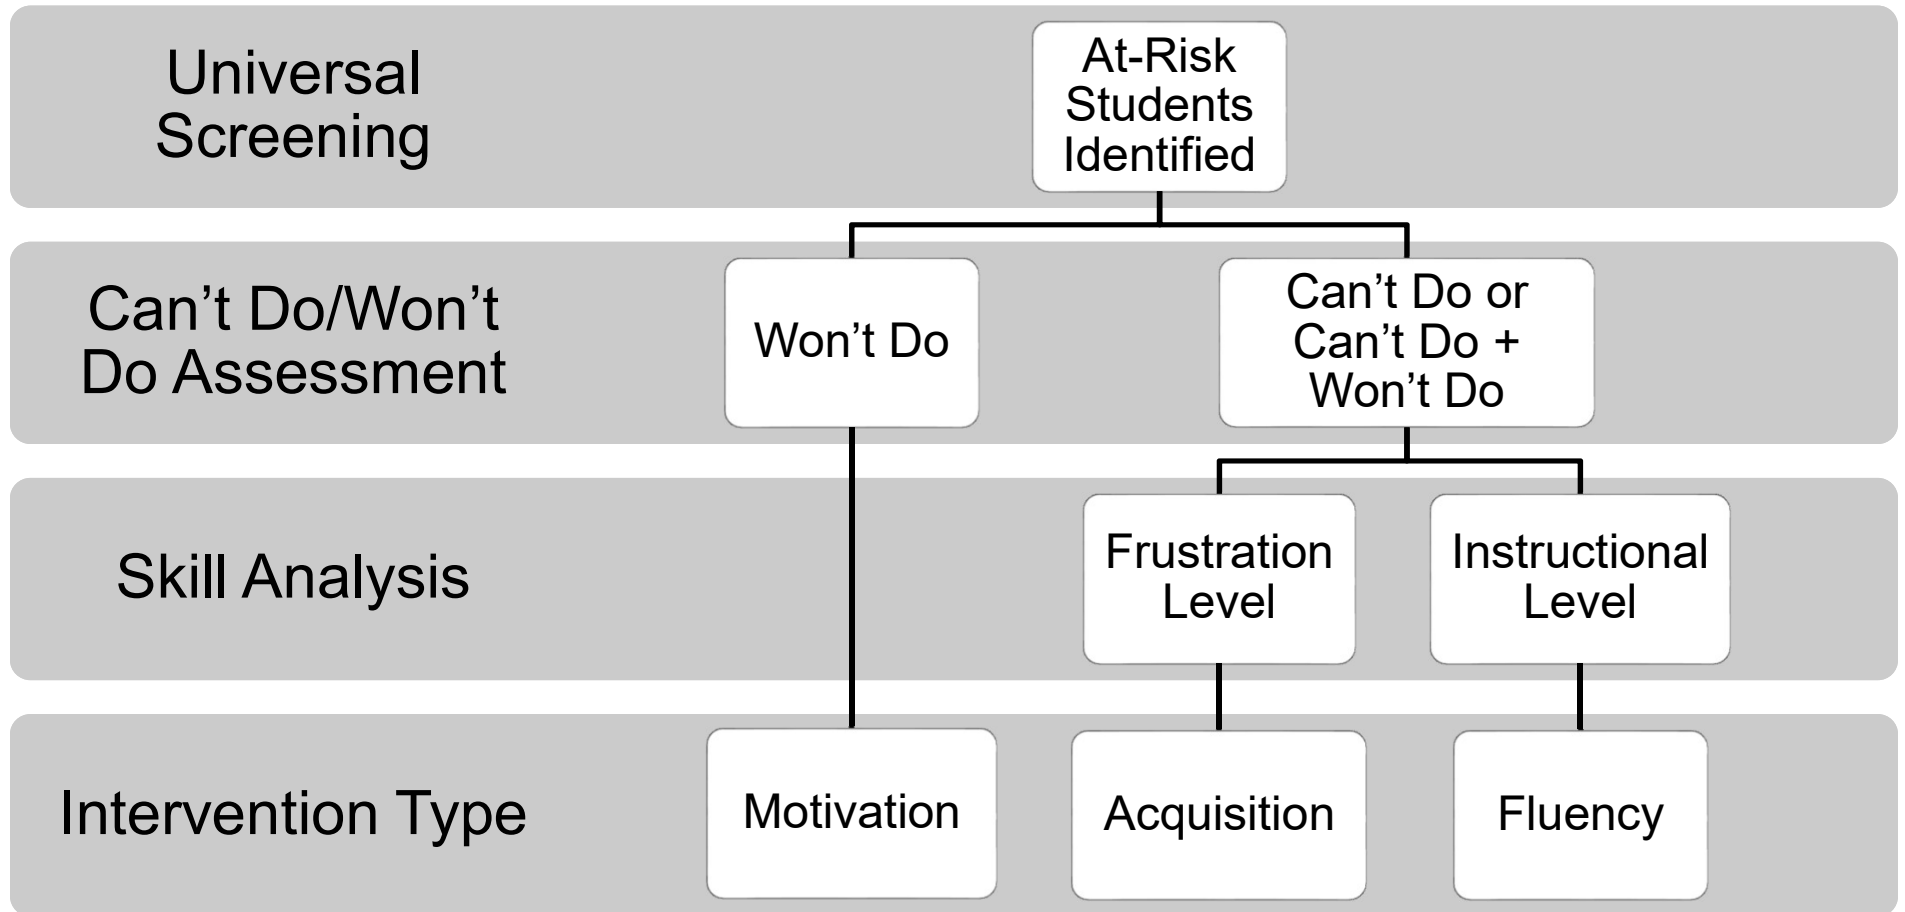 Universal
Screening
At-Risk
Students
Identified
Can’t Do/Won’t
Do Assessment
Won’t Do
Can’t Do or
Can’t Do +
Won’t Do
Skill Analysis
Frustration
Level
Instructional
Level
Intervention Type
Motivation
Acquisition
Fluency